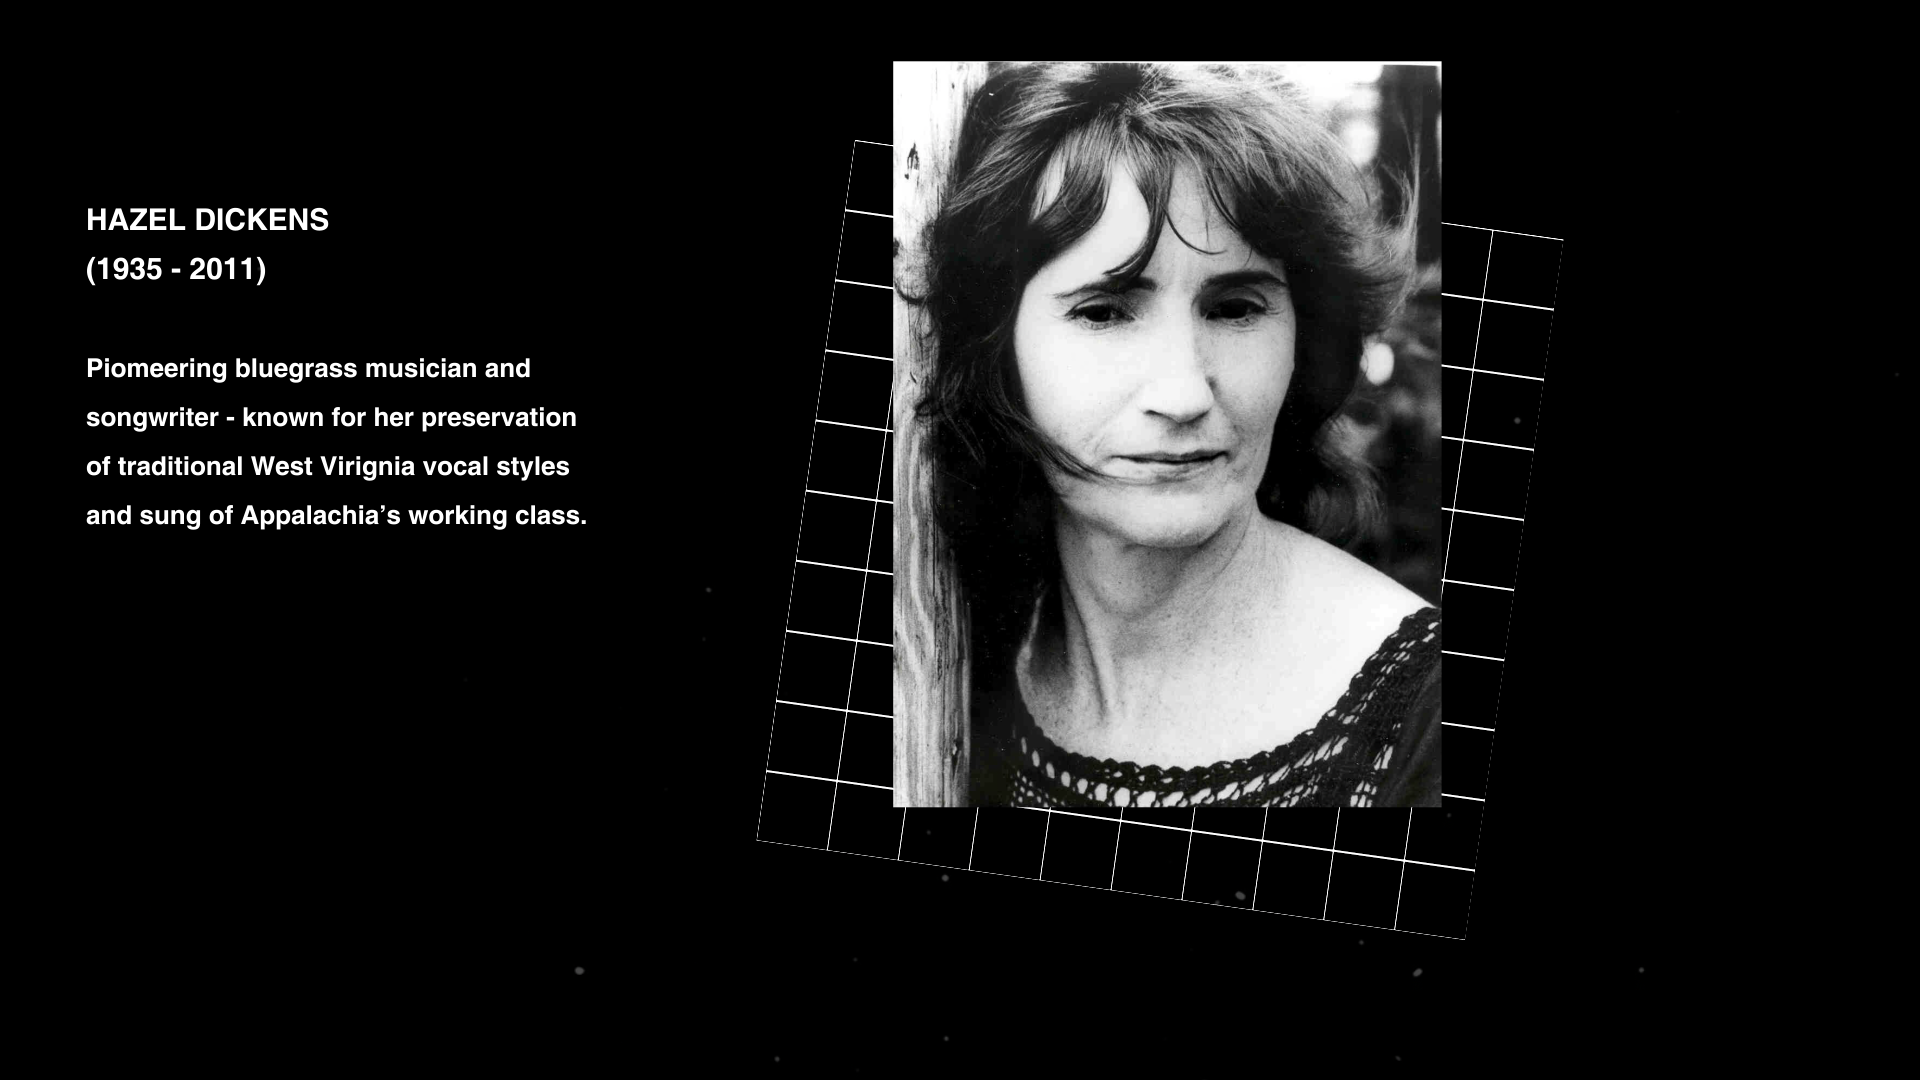 HAZEL DICKENS
(1935 - 2011)
Piomeering bluegrass musician and
songwriter - known for her preservation
of traditional West Virignia vocal styles
and sung of Appalachia’s working class.